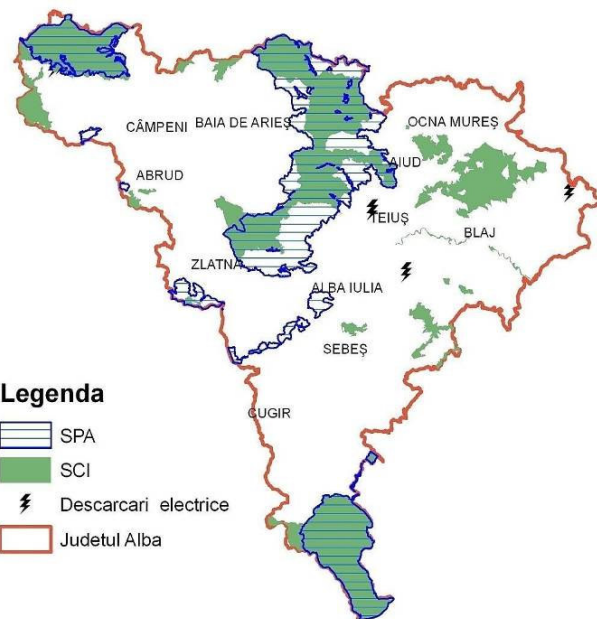 OCNA MUREȘ
CÂMPENI
BAIA DE ARIEȘ
AIUD
ABRUD
TEIUȘ
BLAJ
ZLATNA
ALBA IULIA
SEBEȘ
CUGIR
Legenda
SPA
SCI
Descarcari electrice
Judetul Alba